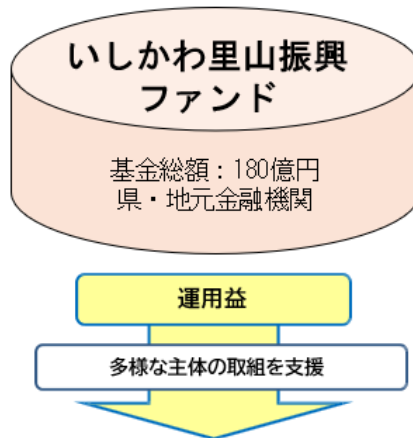 いしかわ里山振興
ファンド
基金総額：180億円
県・地元金融機関
運用益
多様な主体の取組を支援